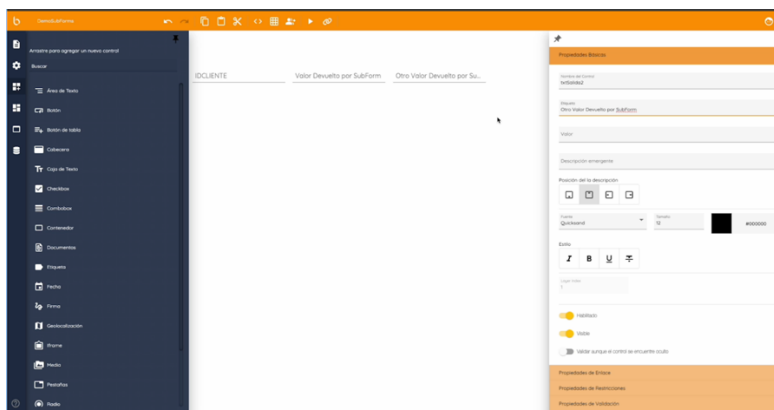 DemoSubForms
Arrastre para agregar un nuevo control
Buscar
Área de Texto
Botón
Botón de tabla
Cabecera
Caja de Texto
Checkbox
Combobox
Contenedor
Documentos
Etiqueta
Fecha
Firma
Geolocalización
Iframe
Media
Pestañas
Radio
IDCLIENTE
Valor Devuelto por SubForm
Otro Valor Devuelto por Su...
Propiedades Básicas
Nombre del Control
Etiqueta
Otro Valor Devuelto por SubForm
Valor
Descripción emergente
Posición del la descripción
Fuente
Quicksand
Tamaño
12
#000000
Estilo
I B U T
1
Habilitado
Visible
Validar aunque el control se encuentre oculto
Propiedades de Enlace
Propiedades de Restricciones
Propiedades de Validación